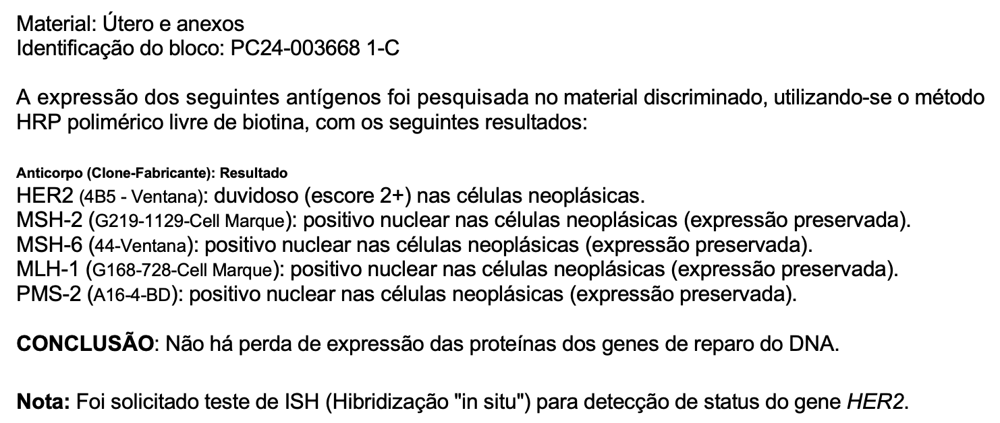 Material: Útero e anexos
Identificação do bloco: PC24-003668 1-C
A expressão dos seguintes antígenos foi pesquisada no material discriminado, utilizando-se o método
HRP polimérico livre de biotina, com os seguintes resultados:
Anticorpo (Clone-Fabricante): Resultado
HER2 (4B5 - Ventana): duvidoso (escore 2+) nas células neoplásicas.
MSH-2 (G219-1129-Cell Marque): positivo nuclear nas células neoplásicas (expressão preservada).
MSH-6 (44-Ventana): positivo nuclear nas células neoplásicas (expressão preservada).
MLH-1 (G168-728-Cell Marque): positivo nuclear nas células neoplásicas (expressão preservada).
PMS-2 (A16-4-BD): positivo nuclear nas células neoplásicas (expressão preservada).
CONCLUSÃO: Não há perda de expressão das proteínas dos genes de reparo do DNA.
Nota: Foi solicitado teste de ISH (Hibridização "in situ") para detecção de status do gene HER2.